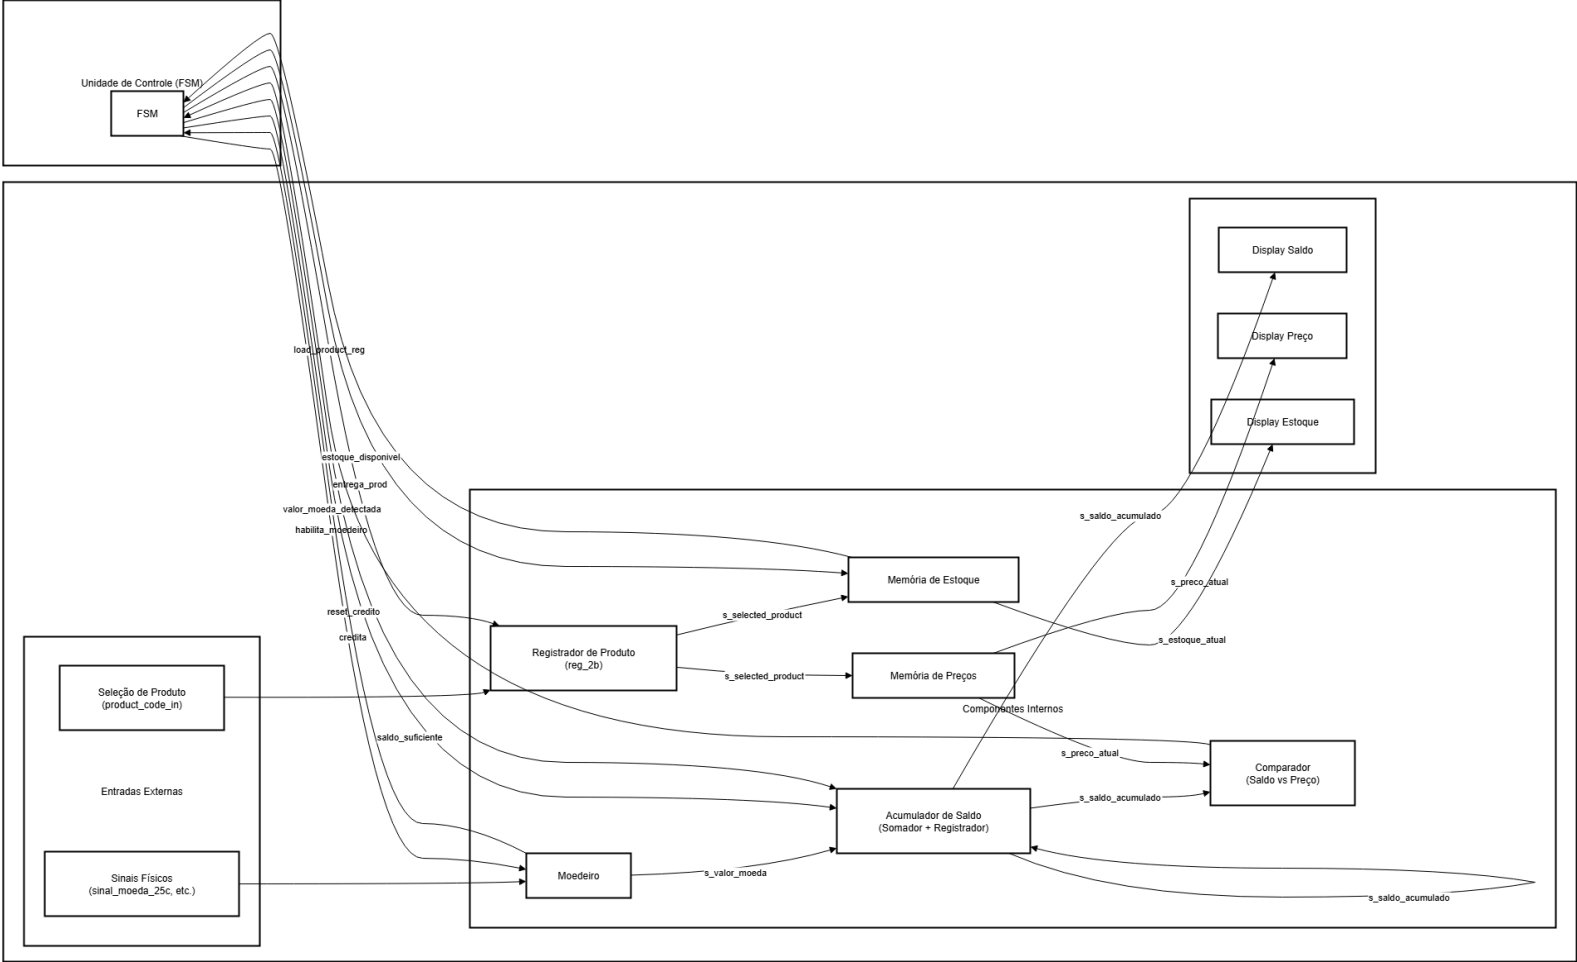 Unidade de Controle (FSM)
FSM
Display Saldo
Display Preço
Display Estoque
load_product_reg
estoque_disponivel
entrega_prod
valor_moeda_detectada
habilita_moedeiro
s_saldo_acumulado
Memória de Estoque
s_preco_atual
reset_credito
credita
s_selected_product
s_estoque_atual
Registrador de Produto
(reg_2b)
s_selected_product
Memória de Preços
Seleção de Produto
(product_code_in)
Componentes Internos
saldo_suficiente
s_preco_atual
Comparador
(Saldo vs Preço)
Entradas Externas
s_saldo_acumulado
Acumulador de Saldo
(Somador + Registrador)
Sinais Físicos
(sinal_moeda_25c, etc.)
Moedeiro
s_valor_moeda
s_saldo_acumulado